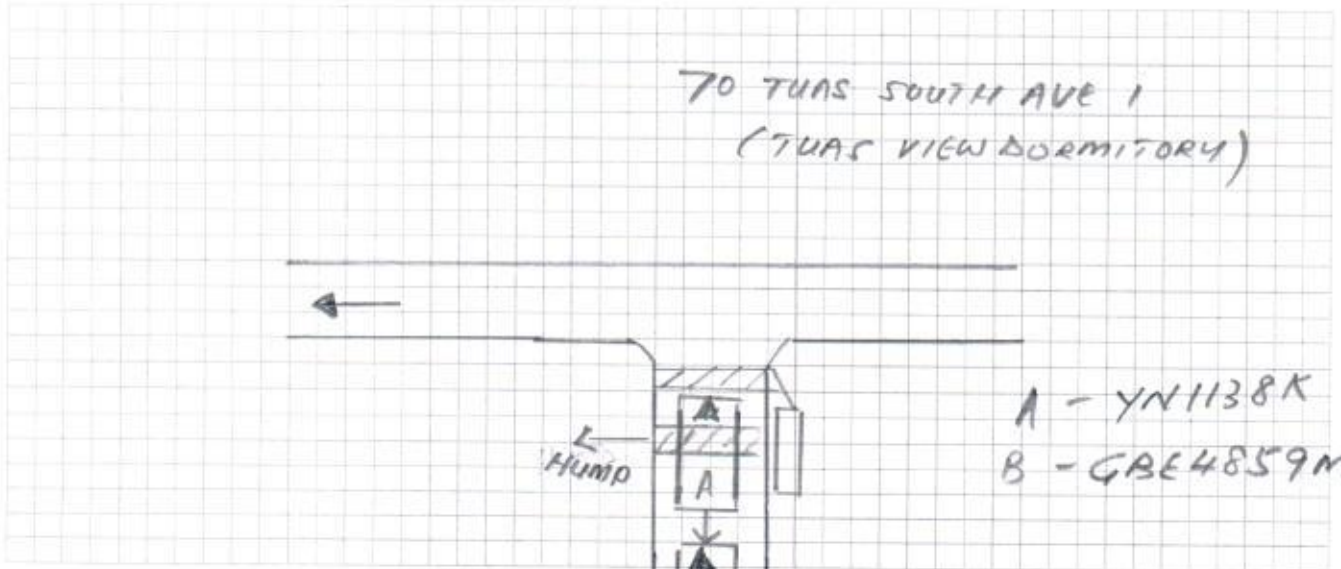 70 TUAS SOUTH AVE 1
(TUAS VIEW DORMITORY)
A - YN1138K
B - GBE4859M
HUMP
A